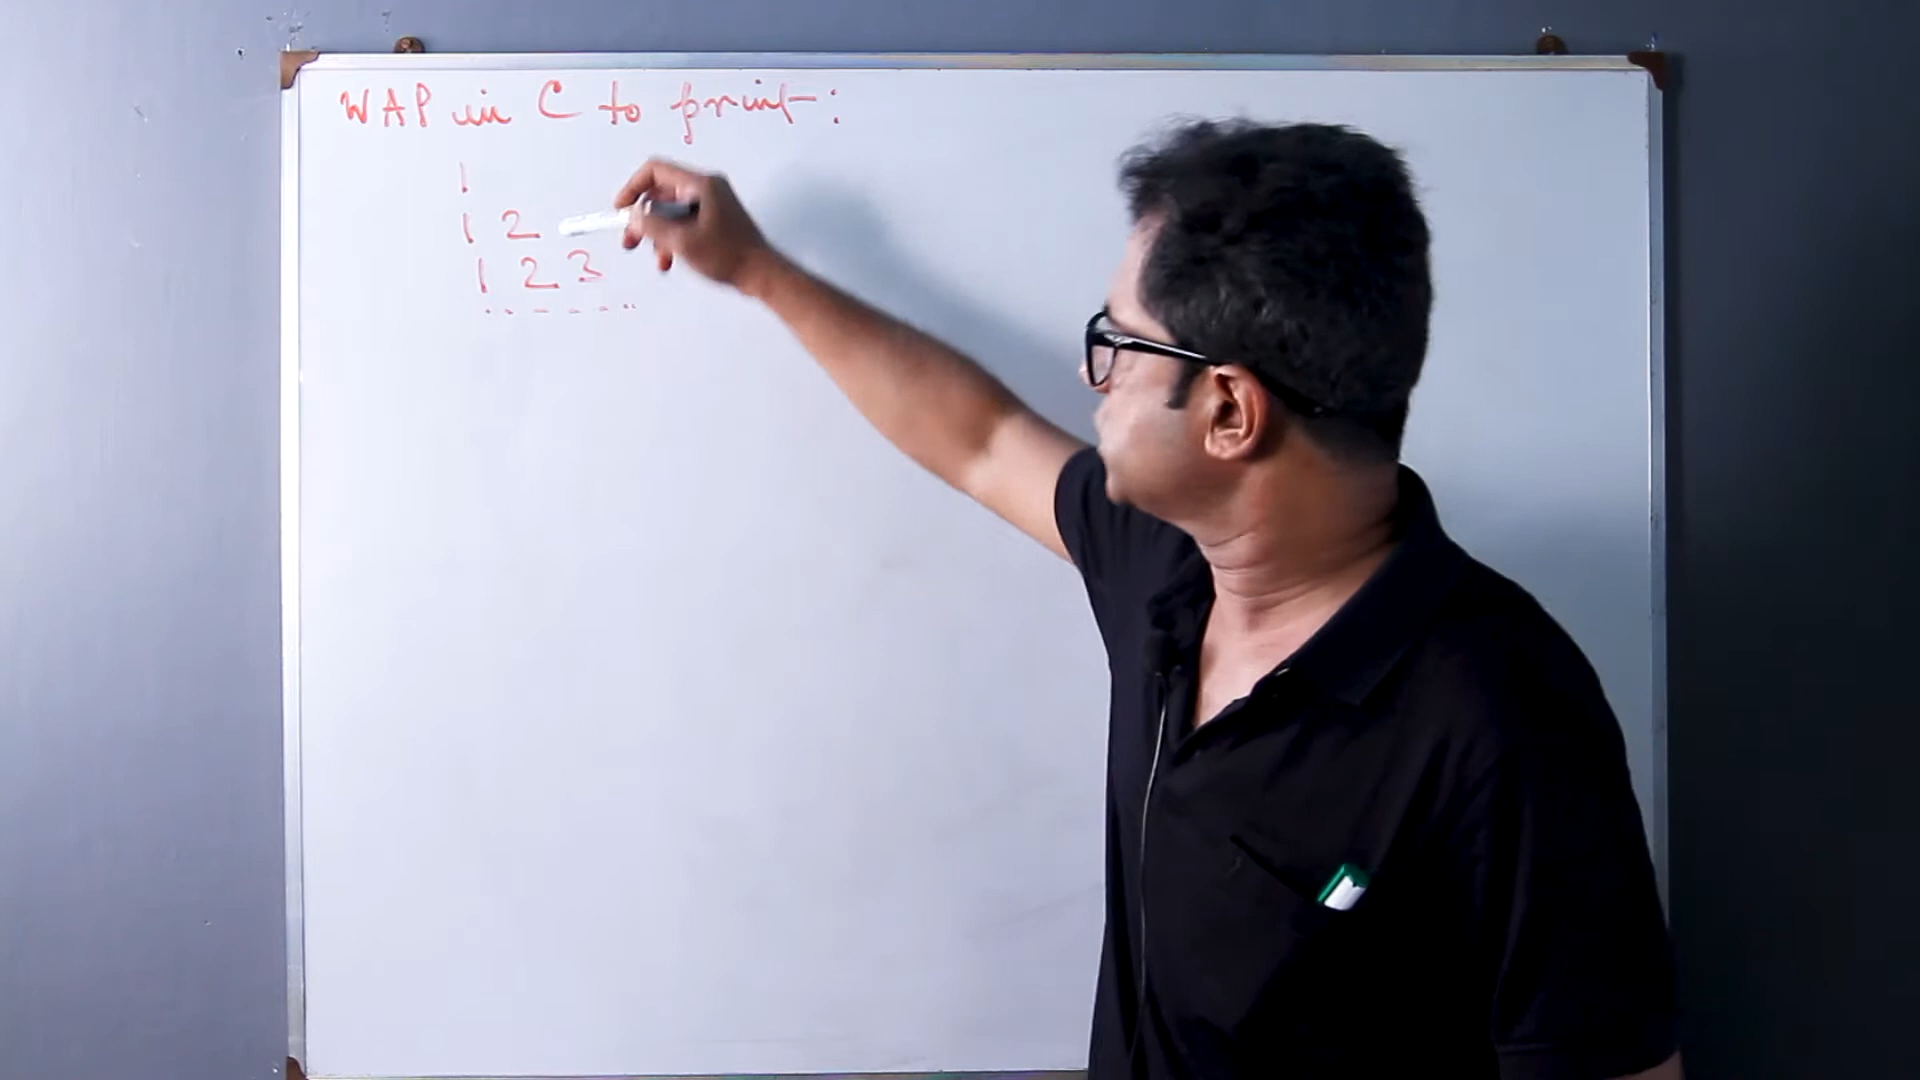 WAP in C to print:
1
1 2
1 2 3
.. - - - ..